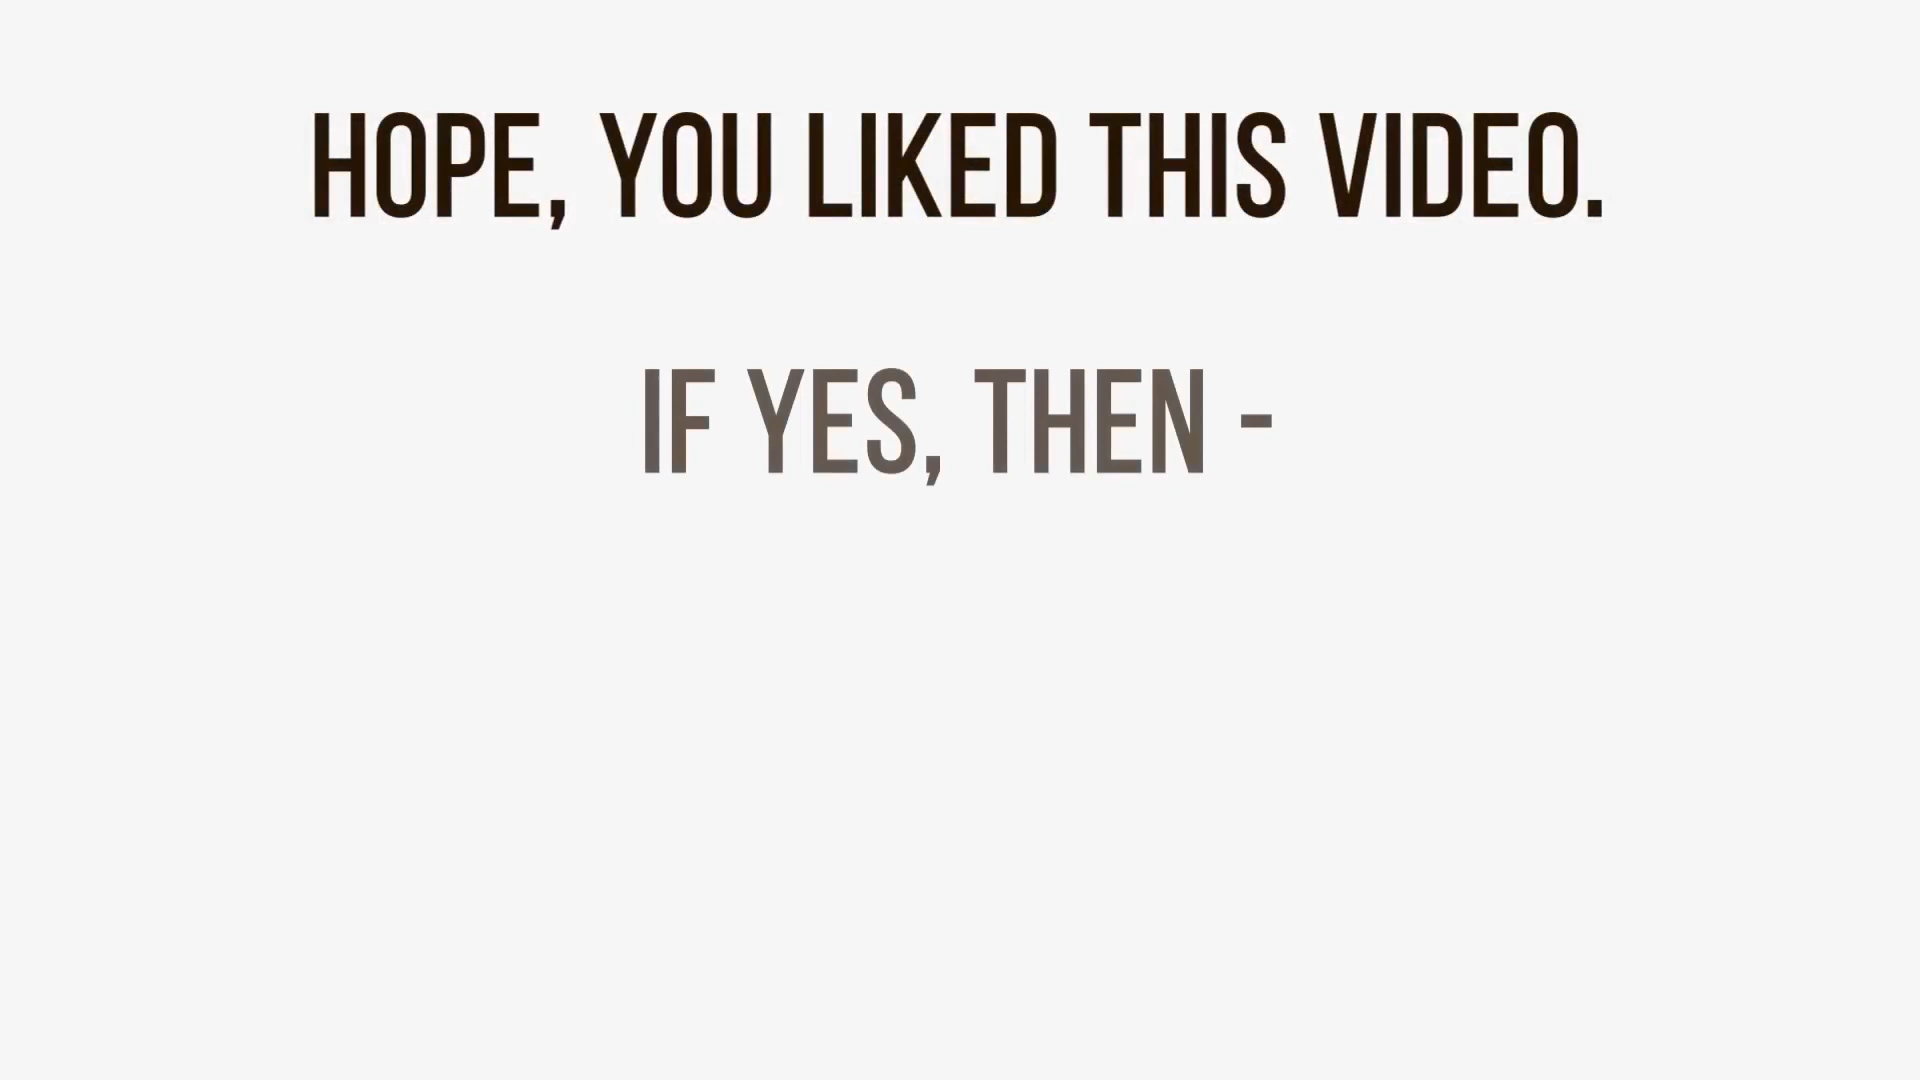 HOPE, YOU LIKED THIS VIDEO.
IF YES, THEN -